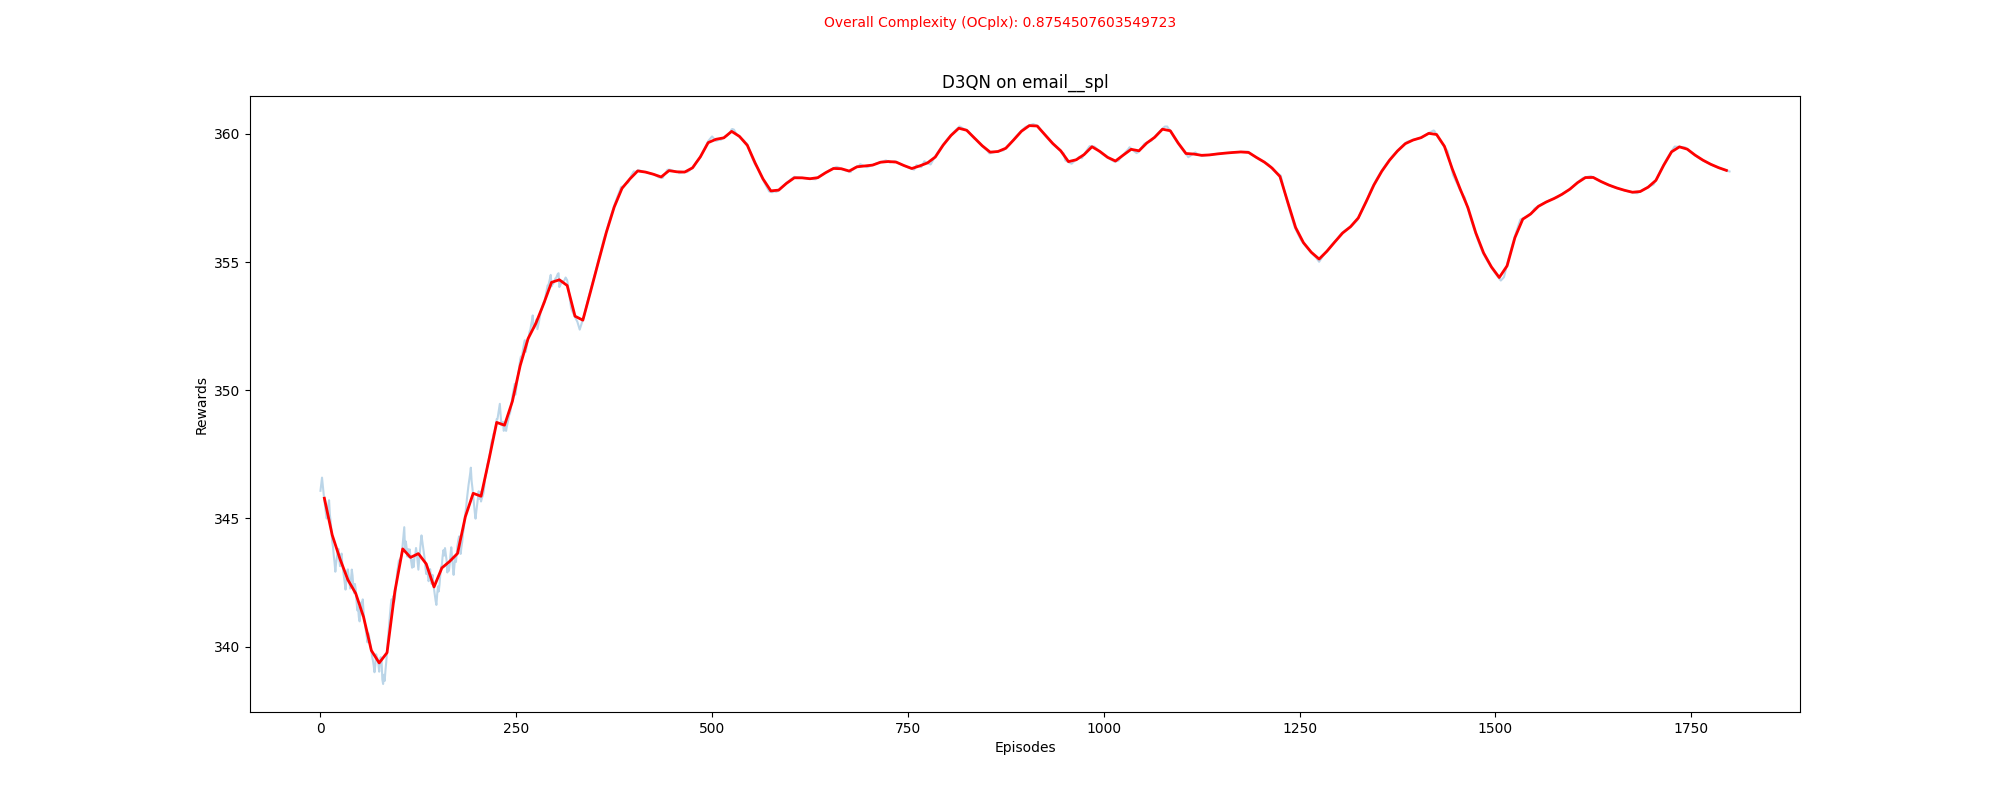 Overall Complexity (OCplx): 0.8754507603549723
D3QN on email__spl
360
355
350
345
340
Rewards
0 250 500 750 1000 1250 1500 1750
Episodes